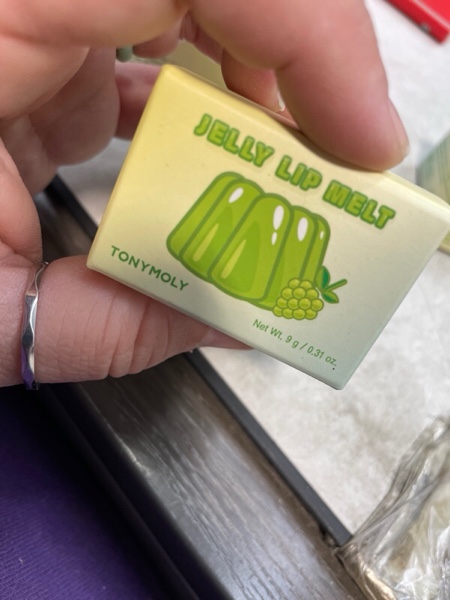 JELLY LIP MELT
TONYMOLY
Net Wt. 9 g / 0.31 oz.